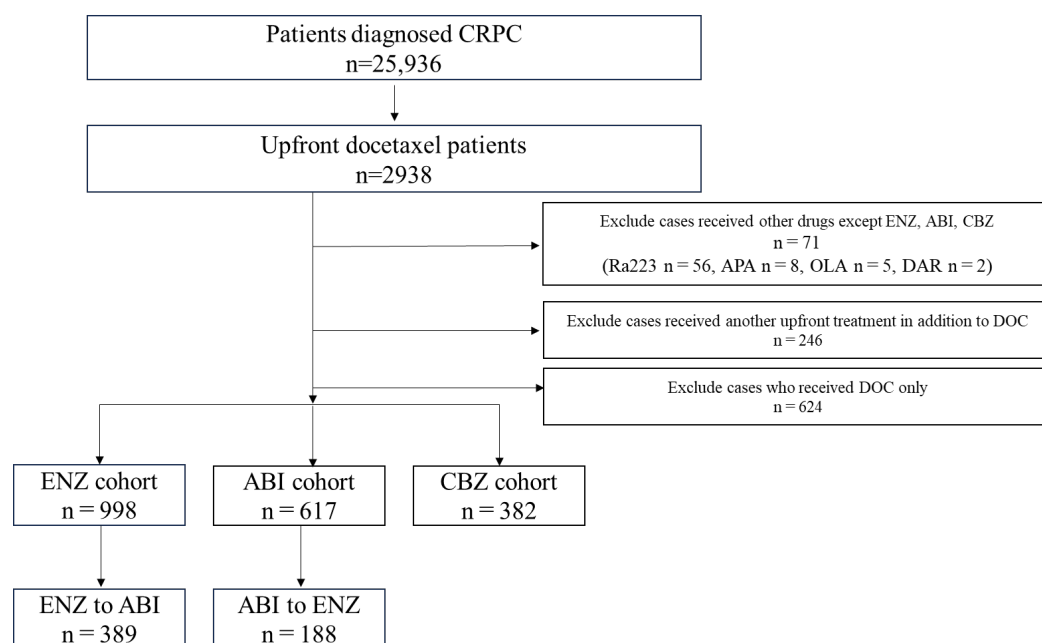 Patients diagnosed CRPC
n=25,936
Upfront docetaxel patients
n=2938
Exclude cases received other drugs except ENZ, ABI, CBZ
n = 71
(Ra223 n = 56, APA n = 8, OLA n = 5, DAR n = 2)
Exclude cases received another upfront treatment in addition to DOC
n = 246
Exclude cases who received DOC only
n = 624
ENZ cohort
n = 998
ABI cohort
n = 617
CBZ cohort
n = 382
ENZ to ABI
n = 389
ABI to ENZ
n = 188